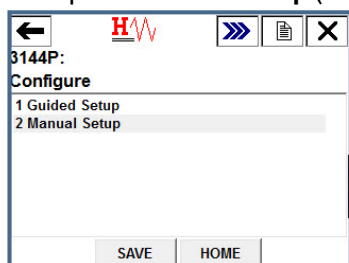 H
3144P:
Configure
1 Guided Setup
2 Manual Setup
SAVE HOME